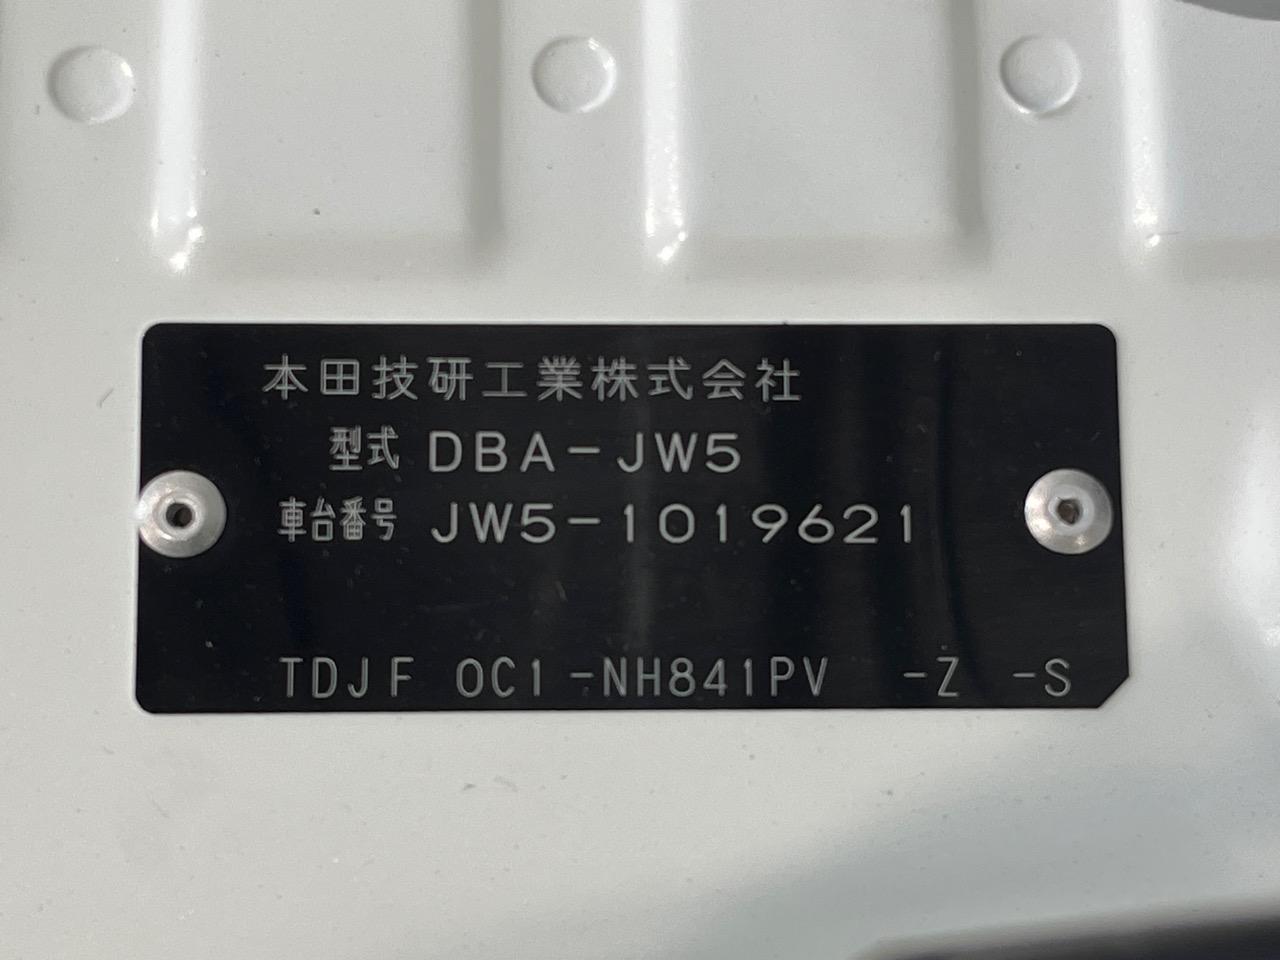 本田技研工業株式会社
型式 DBA-JW5
車台番号 JW5-1019621
TDJF 0C1-NH841PV -Z -S